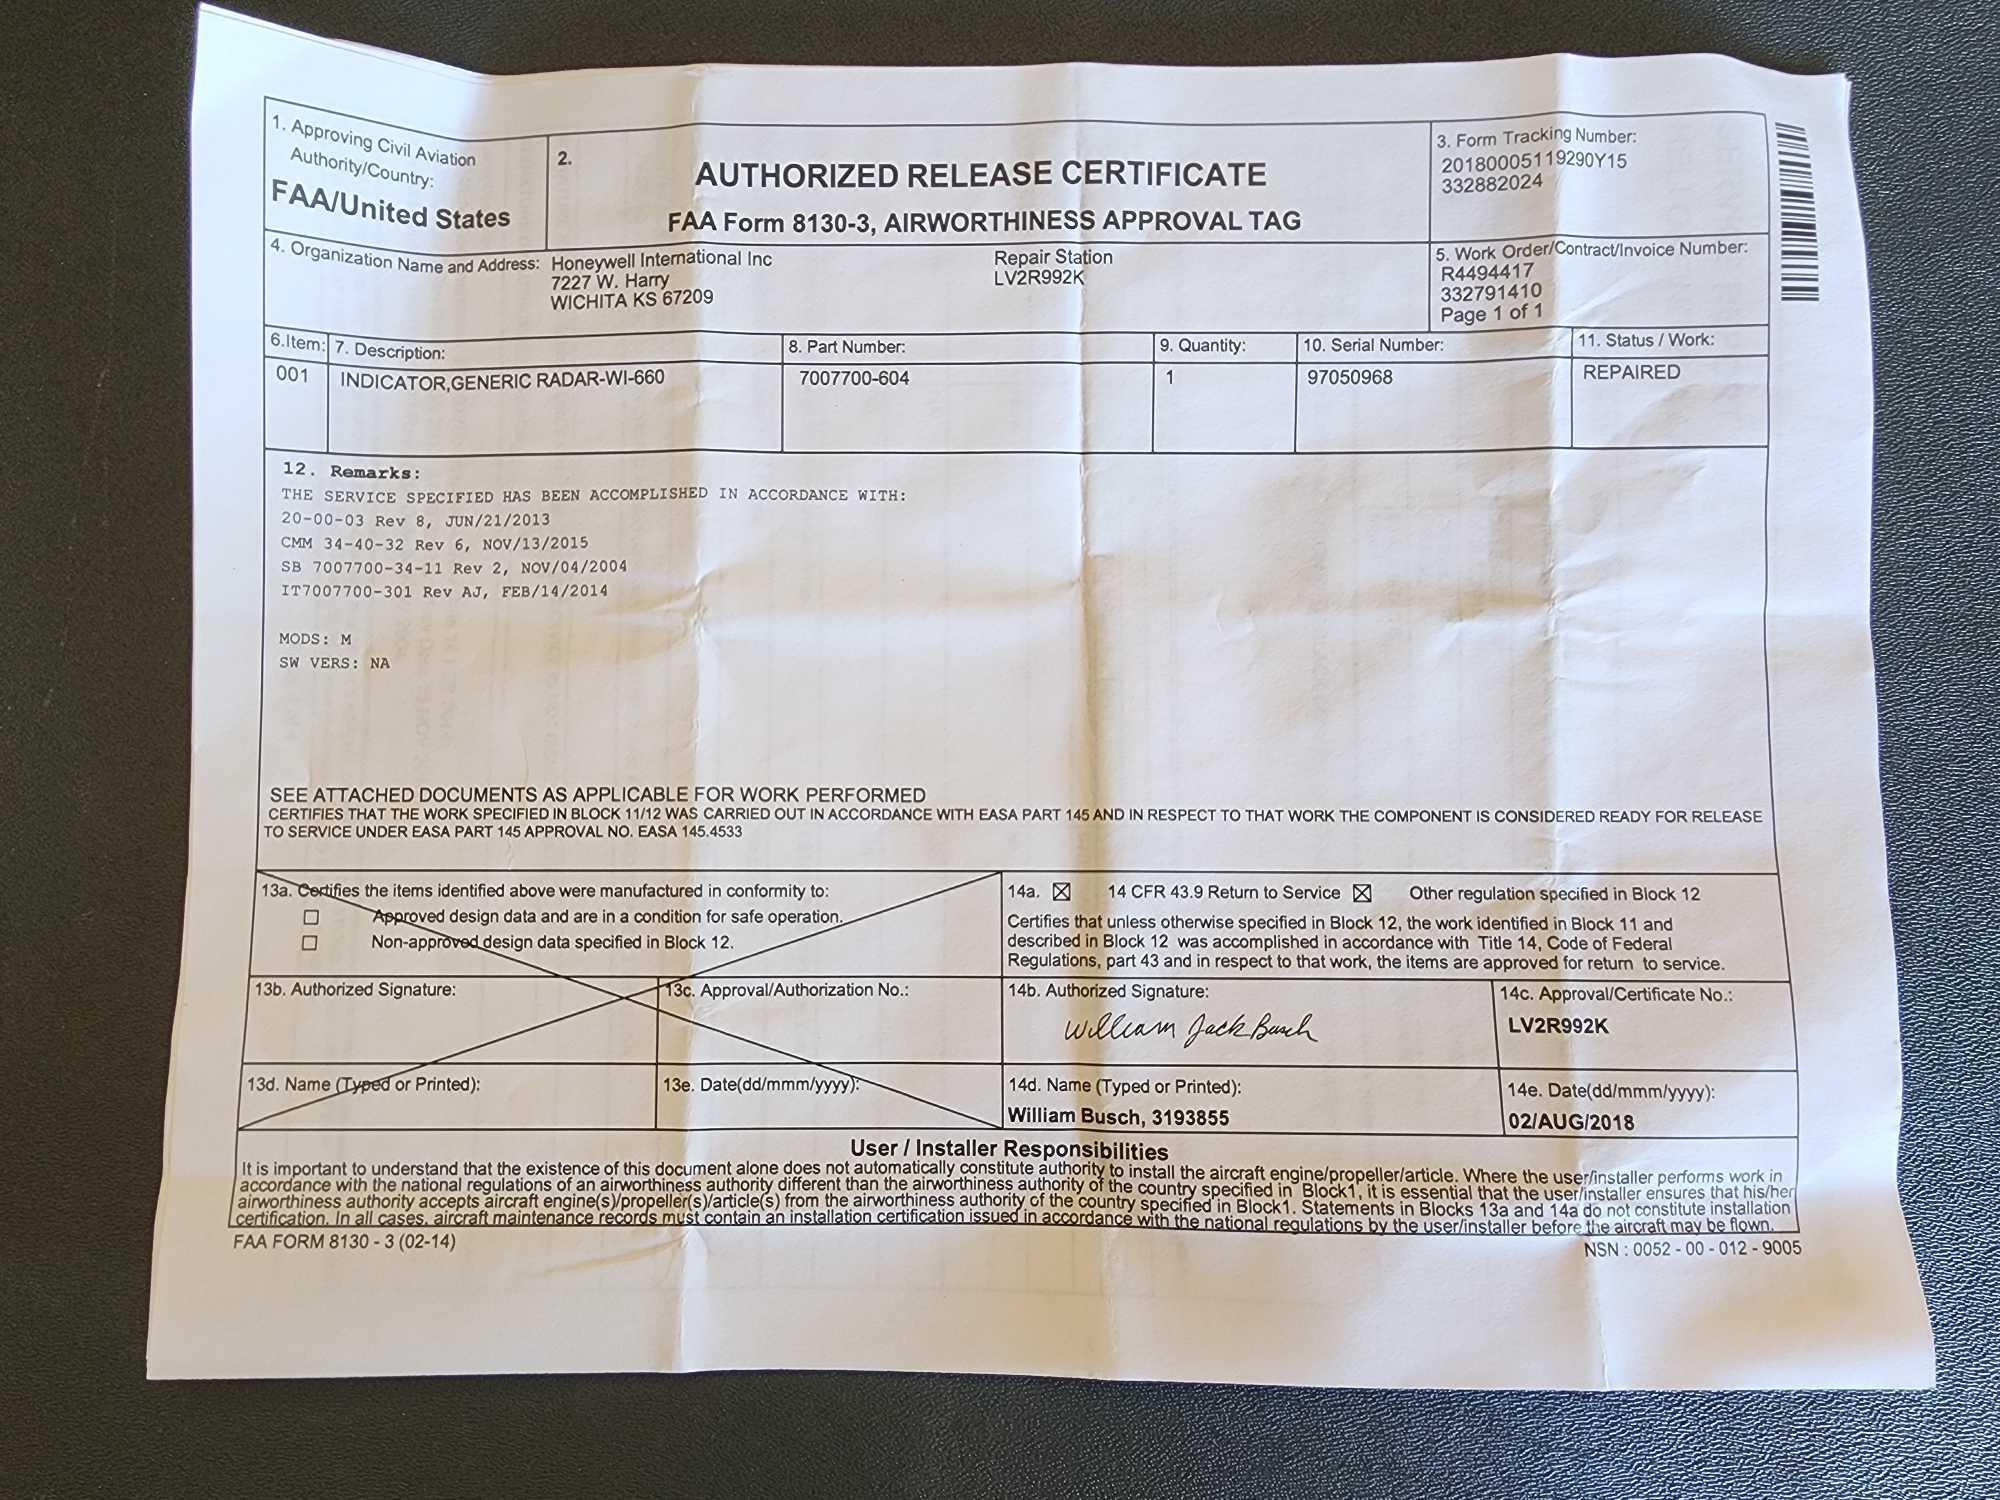 1. Approving Civil Aviation
Authority/Country:
FAA/United States
2.
AUTHORIZED RELEASE CERTIFICATE
FAA Form 8130-3, AIRWORTHINESS APPROVAL TAG
3. Form Tracking Number:
20180005119290Y15
332882024
4. Organization Name and Address:
Honeywell International Inc
7227 W. Harry
WICHITA KS 67209
Repair Station
LV2R992K
5. Work Order/Contract/Invoice Number:
R4494417
332791410
Page 1 of 1
6.Item: 7. Description: 8. Part Number: 9. Quantity: 10. Serial Number: 11. Status / Work:
001 INDICATOR,GENERIC RADAR-WI-660 7007700-604 1 97050968 REPAIRED
12. Remarks:
THE SERVICE SPECIFIED HAS BEEN ACCOMPLISHED IN ACCORDANCE WITH:
20-00-03 Rev 8, JUN/21/2013
CMM 34-40-32 Rev 6, NOV/13/2015
SB 7007700-34-11 Rev 2, NOV/04/2004
IT7007700-301 Rev AJ, FEB/14/2014
MODS: M
SW VERS: NA
SEE ATTACHED DOCUMENTS AS APPLICABLE FOR WORK PERFORMED
CERTIFIES THAT THE WORK SPECIFIED IN BLOCK 11/12 WAS CARRIED OUT IN ACCORDANCE WITH EASA PART 145 AND IN RESPECT TO THAT WORK THE COMPONENT IS CONSIDERED READY FOR RELEASE
TO SERVICE UNDER EASA PART 145 APPROVAL NO. EASA 145.4533
13a. Certifies the items identified above were manufactured in conformity to:
☐ Approved design data and are in a condition for safe operation.
☐ Non-approved design data specified in Block 12.
14a. ☒ 14 CFR 43.9 Return to Service ☒ Other regulation specified in Block 12
Certifies that unless otherwise specified in Block 12, the work identified in Block 11 and
described in Block 12 was accomplished in accordance with Title 14, Code of Federal
Regulations, part 43 and in respect to that work, the items are approved for return to service.
13b. Authorized Signature:
13c. Approval/Authorization No.:
14b. Authorized Signature:
William Jack Busch
14c. Approval/Certificate No.:
LV2R992K
13d. Name (Typed or Printed):
13e. Date(dd/mmm/yyyy):
14d. Name (Typed or Printed):
William Busch, 3193855
14e. Date(dd/mmm/yyyy):
02/AUG/2018
User / Installer Responsibilities
It is important to understand that the existence of this document alone does not automatically constitute authority to install the aircraft engine/propeller/article. Where the user/installer performs work in
accordance with the national regulations of an airworthiness authority different than the airworthiness authority of the country specified in Block1, it is essential that the user/installer ensures that his/her
airworthiness authority accepts aircraft engine(s)/propeller(s)/article(s) from the airworthiness authority of the country specified in Block1. Statements in Blocks 13a and 14a do not constitute installation
certification. In all cases, aircraft maintenance records must contain an installation certification issued in accordance with the national regulations by the user/installer before the aircraft may be flown.
FAA FORM 8130 - 3 (02-14)
NSN : 0052 - 00 - 012 - 9005